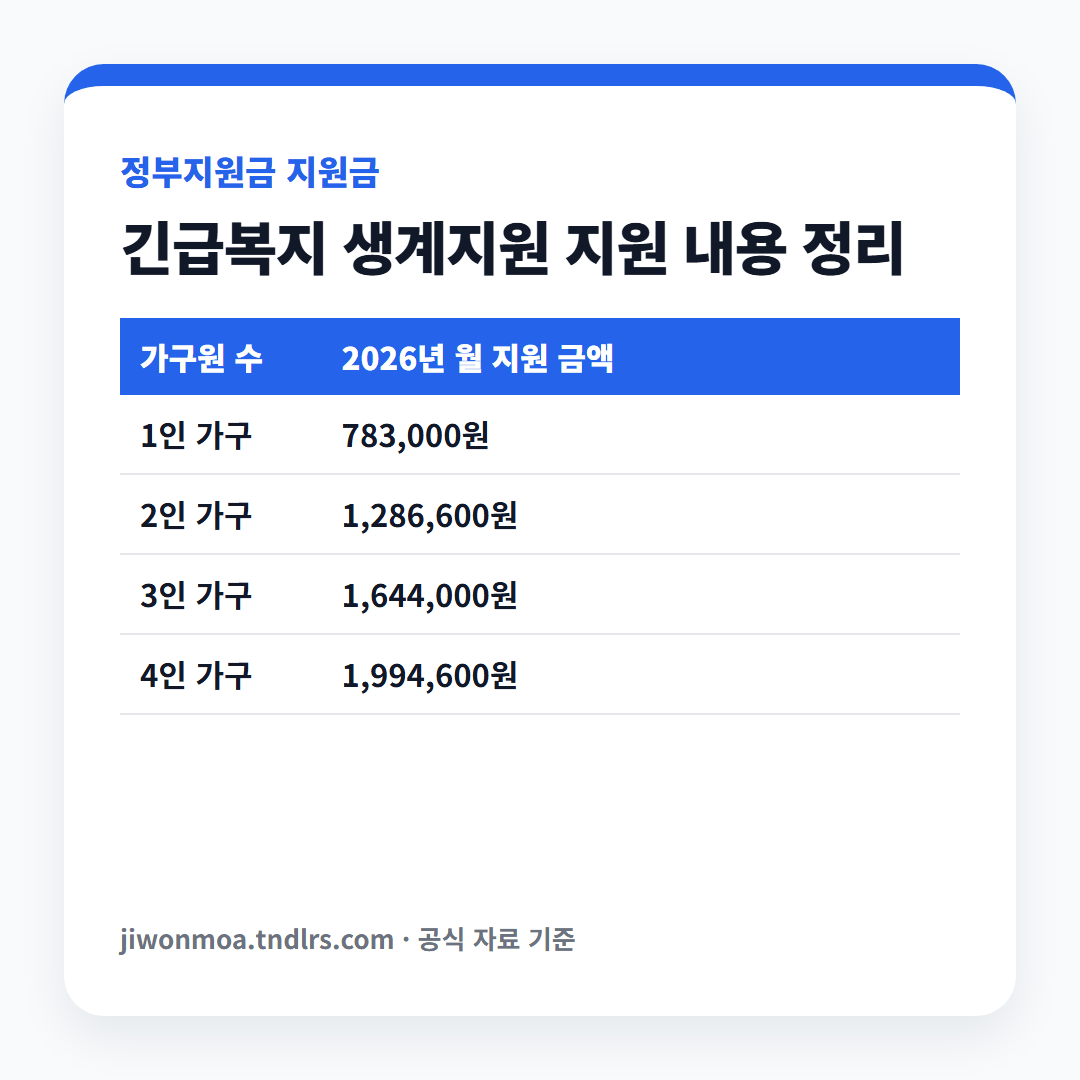 정부지원금 지원금
긴급복지 생계지원 지원 내용 정리
가구원 수 2026년 월 지원 금액
1인 가구 783,000원
2인 가구 1,286,600원
3인 가구 1,644,000원
4인 가구 1,994,600원
jiwonmoa.tndlrs.com · 공식 자료 기준